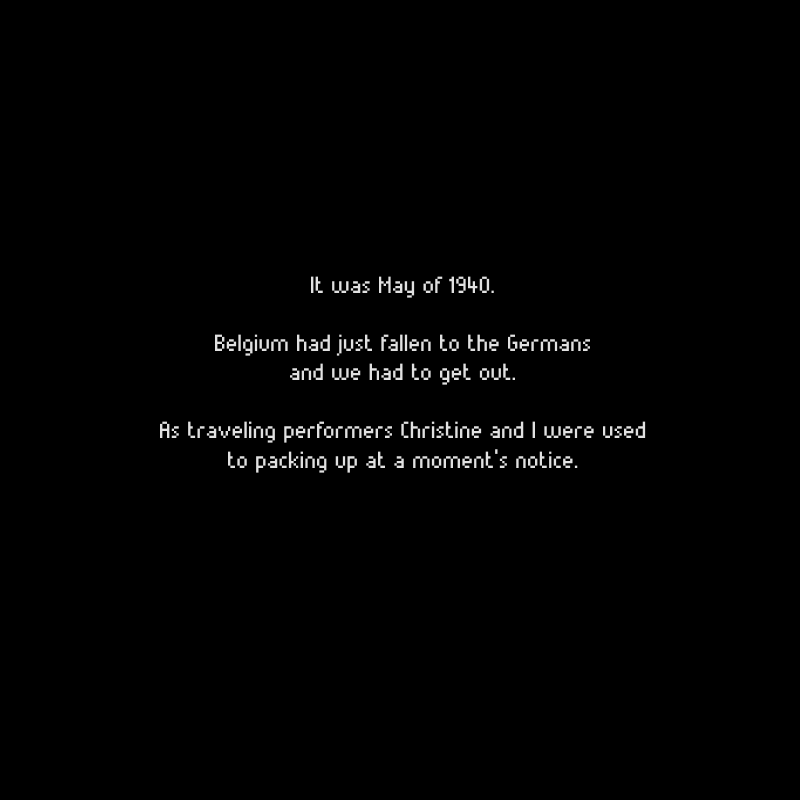 It was May of 1940.
Belgium had just fallen to the Germans
and we had to get out.
As traveling performers Christine and I were used
to packing up at a moment's notice.